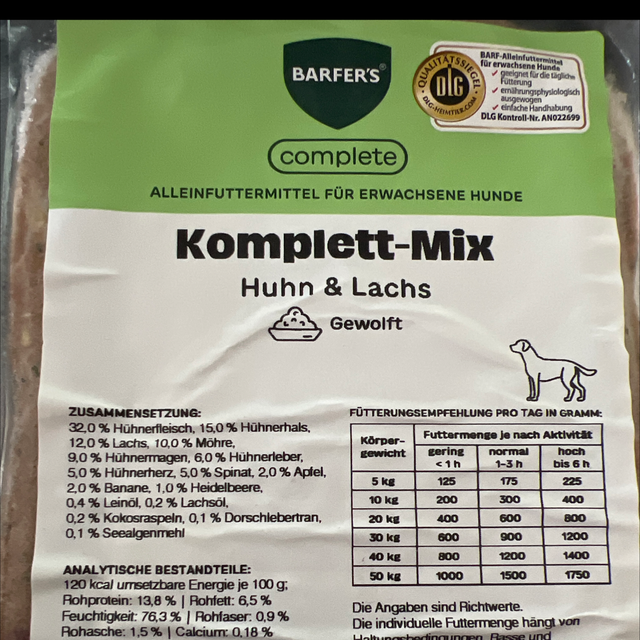 BARFER'S®
QUALITÄTSSIEGEL
DLG
DLG-HEIMTIER.COM
BARF-Alleinfuttermittel
für erwachsene Hunde
✓ geeignet für die tägliche
Fütterung
✓ ernährungsphysiologisch
ausgewogen
✓ einfache Handhabung
DLG Kontroll-Nr. AN022699
complete
ALLEINFUTTERMITTEL FÜR ERWACHSENE HUNDE
Komplett-Mix
Huhn & Lachs
Gewolft
ZUSAMMENSETZUNG:
32,0 % Hühnerfleisch, 15,0 % Hühnerhals,
12,0 % Lachs, 10,0 % Möhre,
9,0 % Hühnermagen, 6,0 % Hühnerleber,
5,0 % Hühnerherz, 5,0 % Spinat, 2,0 % Apfel,
2,0 % Banane, 1,0 % Heidelbeere,
0,4 % Leinöl, 0,2 % Lachsöl,
0,2 % Kokosraspeln, 0,1 % Dorschlebertran,
0,1 % Seealgenmehl
ANALYTISCHE BESTANDTEILE:
120 kcal umsetzbare Energie je 100 g;
Rohprotein: 13,8 % | Rohfett: 6,5 %
Feuchtigkeit: 76,3 % | Rohfaser: 0,9 %
Rohasche: 1,5 % | Calcium: 0,18 %
FÜTTERUNGSEMPFEHLUNG PRO TAG IN GRAMM:
Körper-
gewicht
Futtermenge je nach Aktivität
gering normal hoch
< 1 h 1-3 h bis 6 h
5 kg 125 175 225
10 kg 200 300 400
20 kg 400 600 800
30 kg 600 900 1200
40 kg 800 1200 1400
50 kg 1000 1500 1750
Die Angaben sind Richtwerte.
Die individuelle Futtermenge hängt von
Haltungsbedingungen, Rasse und